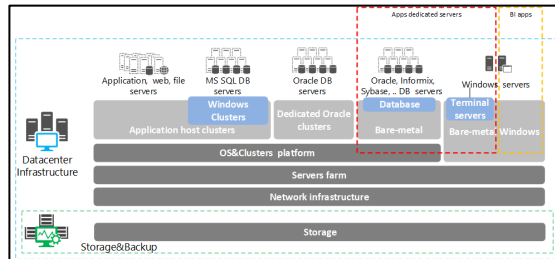 Apps dedicated servers
BI apps
Application, web, file
servers
MS SQL DB
servers
Oracle DB
servers
Oracle, Informix,
Sybase, .. DB servers
Windows servers
Windows
Clusters
Application host clusters
Dedicated Oracle
clusters
Database
Bare-metal
Terminal
servers
Bare-metal Windows
OS&Clusters platform
Servers farm
Network infrastructure
Datacenter
Infrastructure
Storage
Storage&Backup